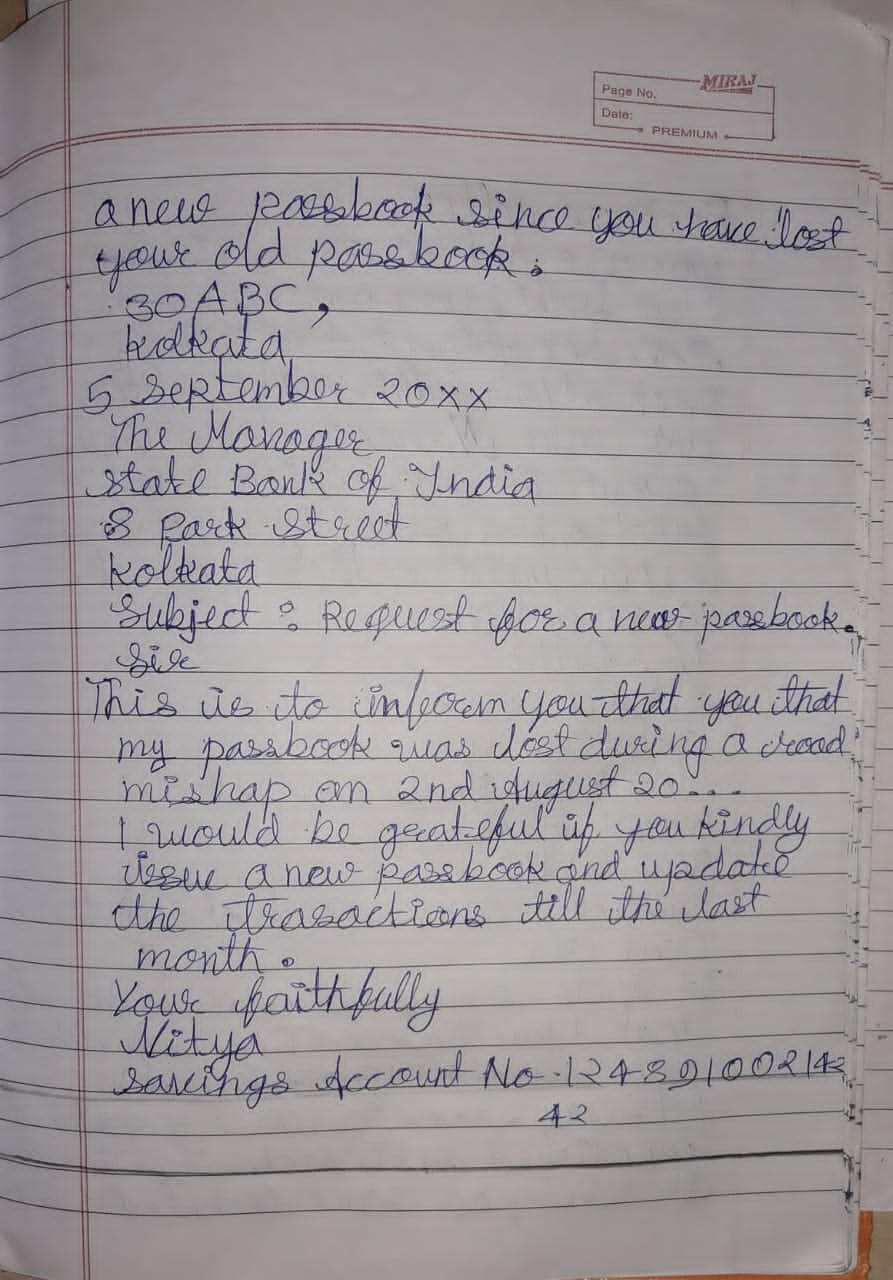 MIRAJ
Page No.
Date:
PREMIUM
a new passbook since you have lost
your old passbook.
30 ABC,
kolkata
5 September 20xx
The Manager
state Bank of India
8 Park Street
kolkata
Subject : Request for a new passbook.
Sir
This is to inform you that you that
my passbook was lost during a road
mishap on 2nd August 20...
I would be grateful if you kindly
issue a new passbook and update
the trasactions till the last
month.
Your faithfully
Nitya
Savings Account No. 124891002142
42